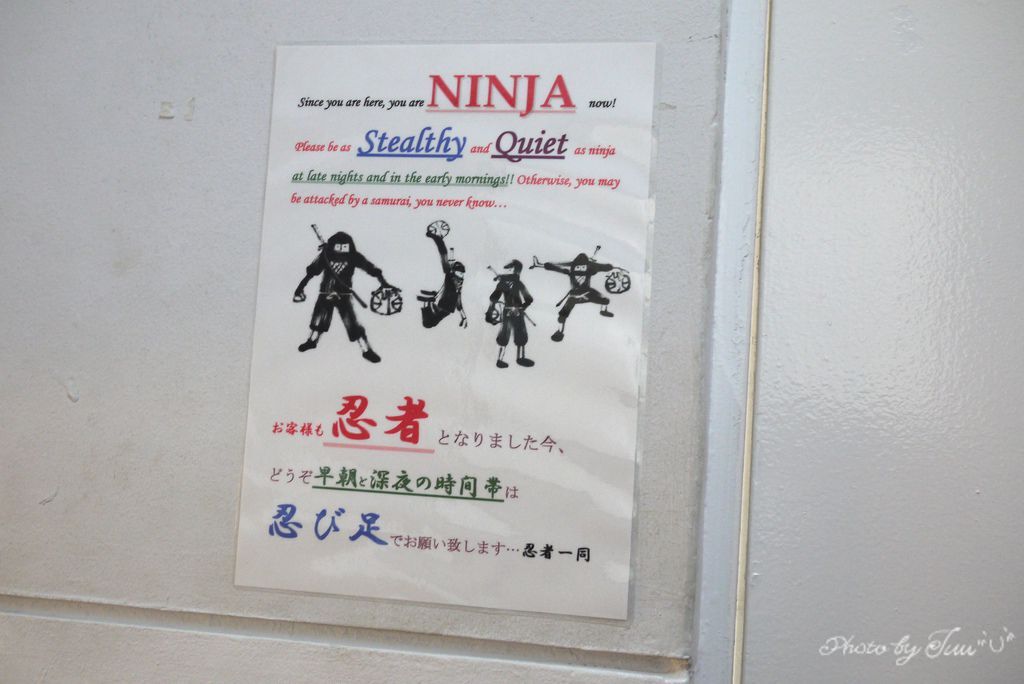 Since you are here, you are NINJA now!
Please be as Stealthy and Quiet as ninja
at late nights and in the early mornings!! Otherwise, you may
be attacked by a samurai, you never know…
お客様も忍者となりました今、
どうぞ早朝と深夜の時間帯は
忍び足でお願い致します…忍者一同
Photo by